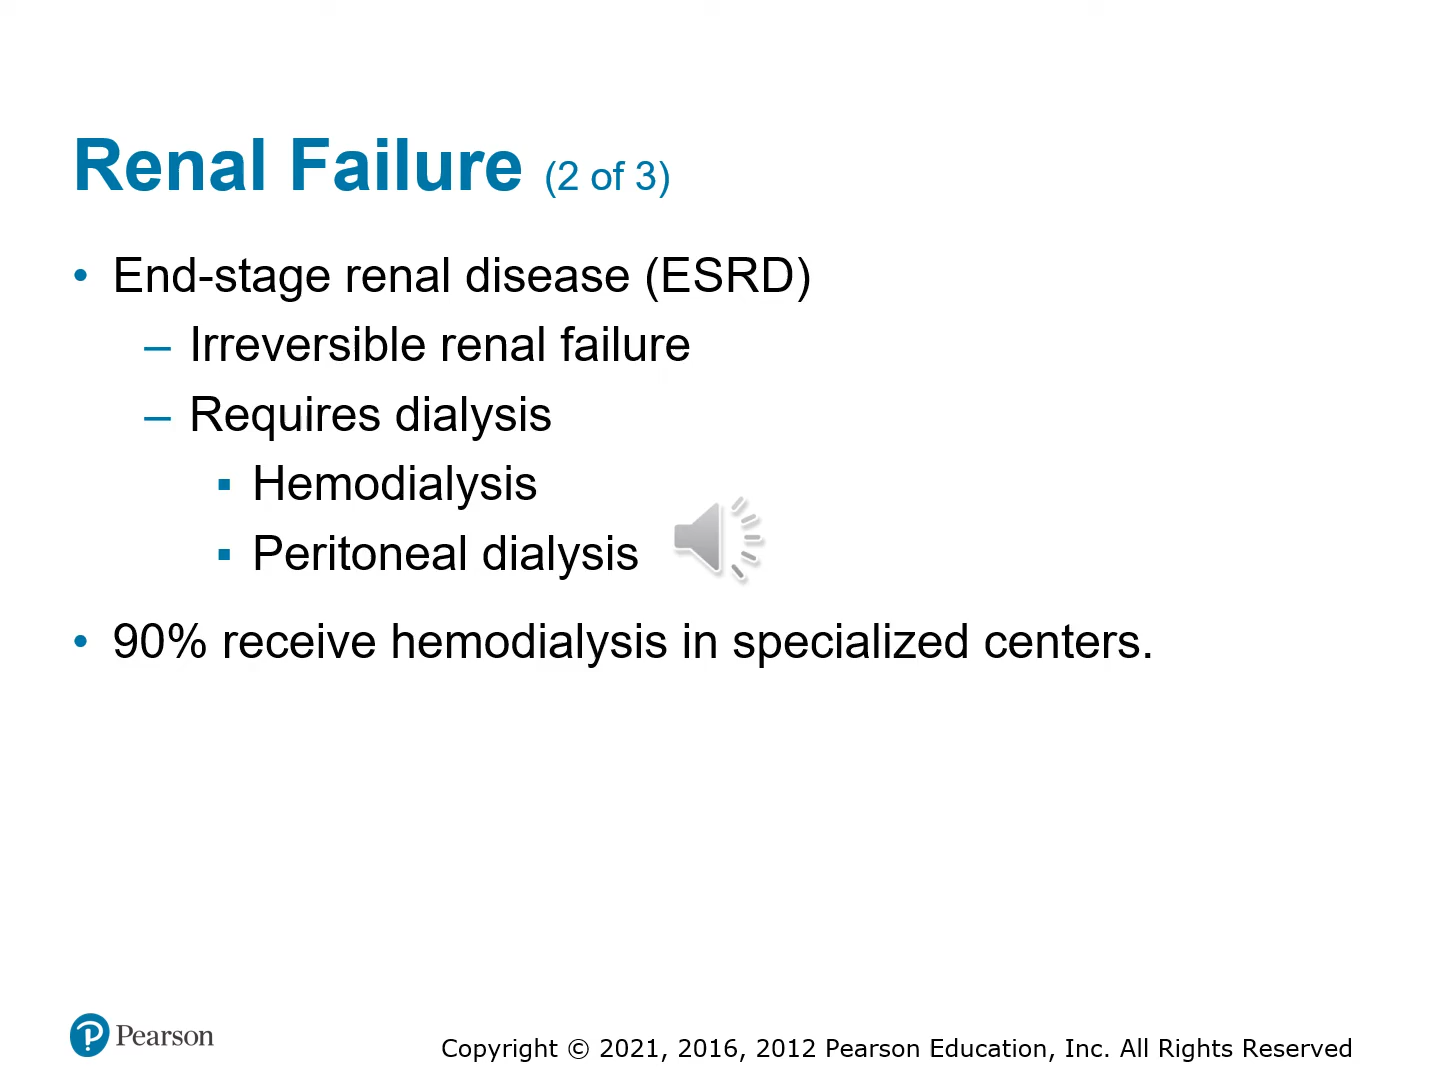 Renal Failure (2 of 3)
• End-stage renal disease (ESRD)
– Irreversible renal failure
– Requires dialysis
▪ Hemodialysis
▪ Peritoneal dialysis
• 90% receive hemodialysis in specialized centers.
Pearson
Copyright © 2021, 2016, 2012 Pearson Education, Inc. All Rights Reserved